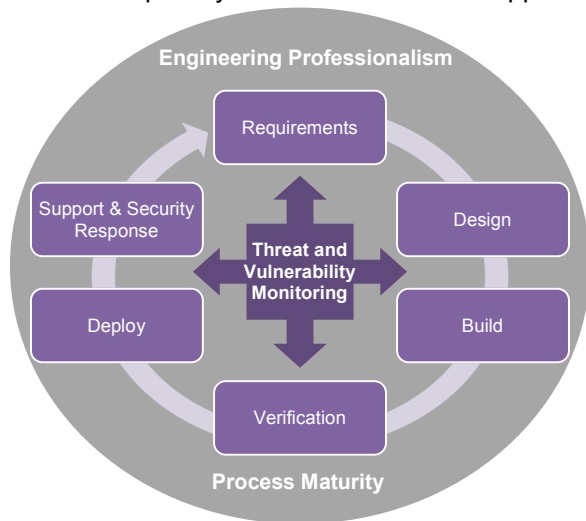 Engineering Professionalism
Requirements
Support & Security
Response
Design
Threat and
Vulnerability
Monitoring
Deploy
Build
Verification
Process Maturity